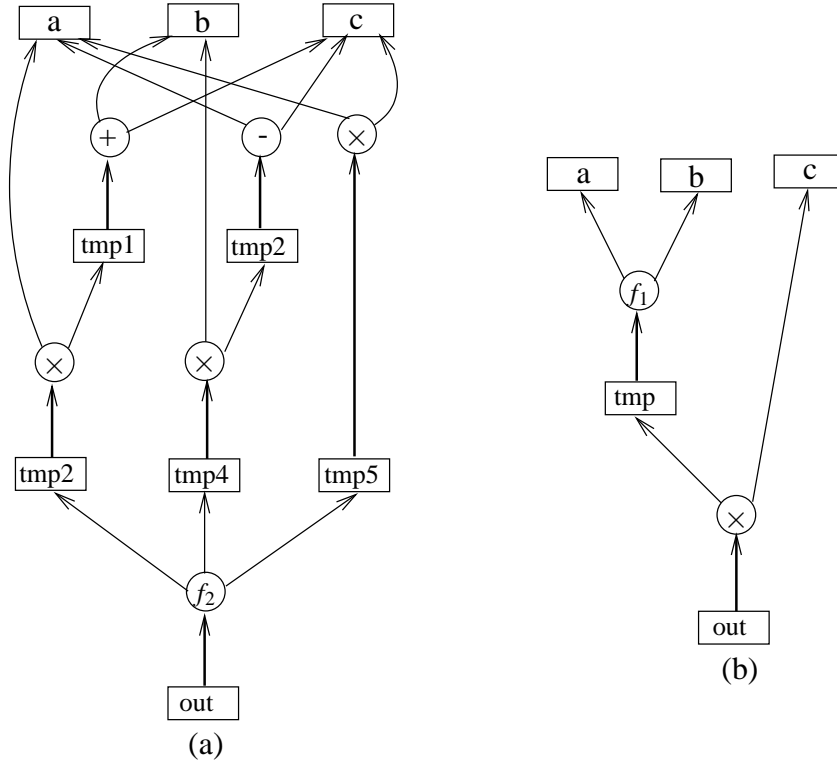 a b c
+ - ×
a b c
tmp1 tmp2
f1
× ×
tmp
tmp2 tmp4 tmp5
×
f2
out
out
(b)
(a)